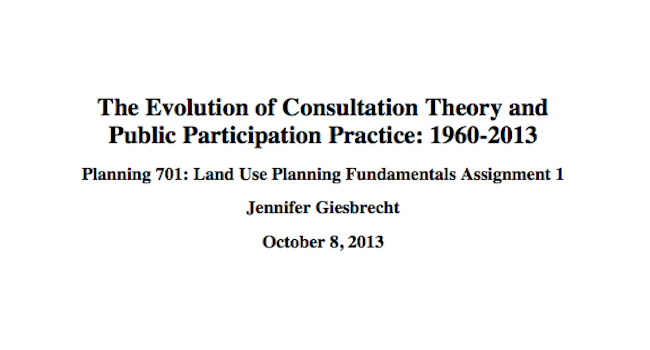 The Evolution of Consultation Theory and
Public Participation Practice: 1960-2013
Planning 701: Land Use Planning Fundamentals Assignment 1
Jennifer Giesbrecht
October 8, 2013